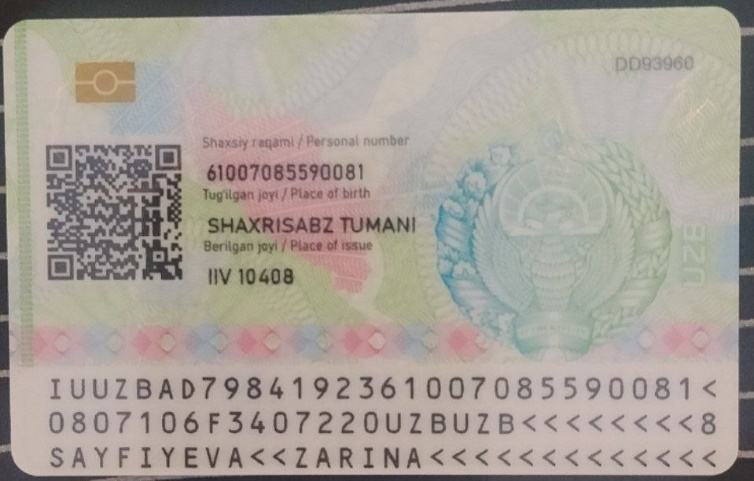 DD93960
Shaxsiy raqami / Personal number
61007085590081
Tug'ilgan joyi / Place of birth
SHAXRISABZ TUMANI
Berilgan joyi / Place of issue
IIV 10408
UZB
IUUZBAD7984192361007085590081<
0807106F3407220UZBUZB<<<<<<<8
SAYFIYEVA<<ZARINA<<<<<<<<<<<<<